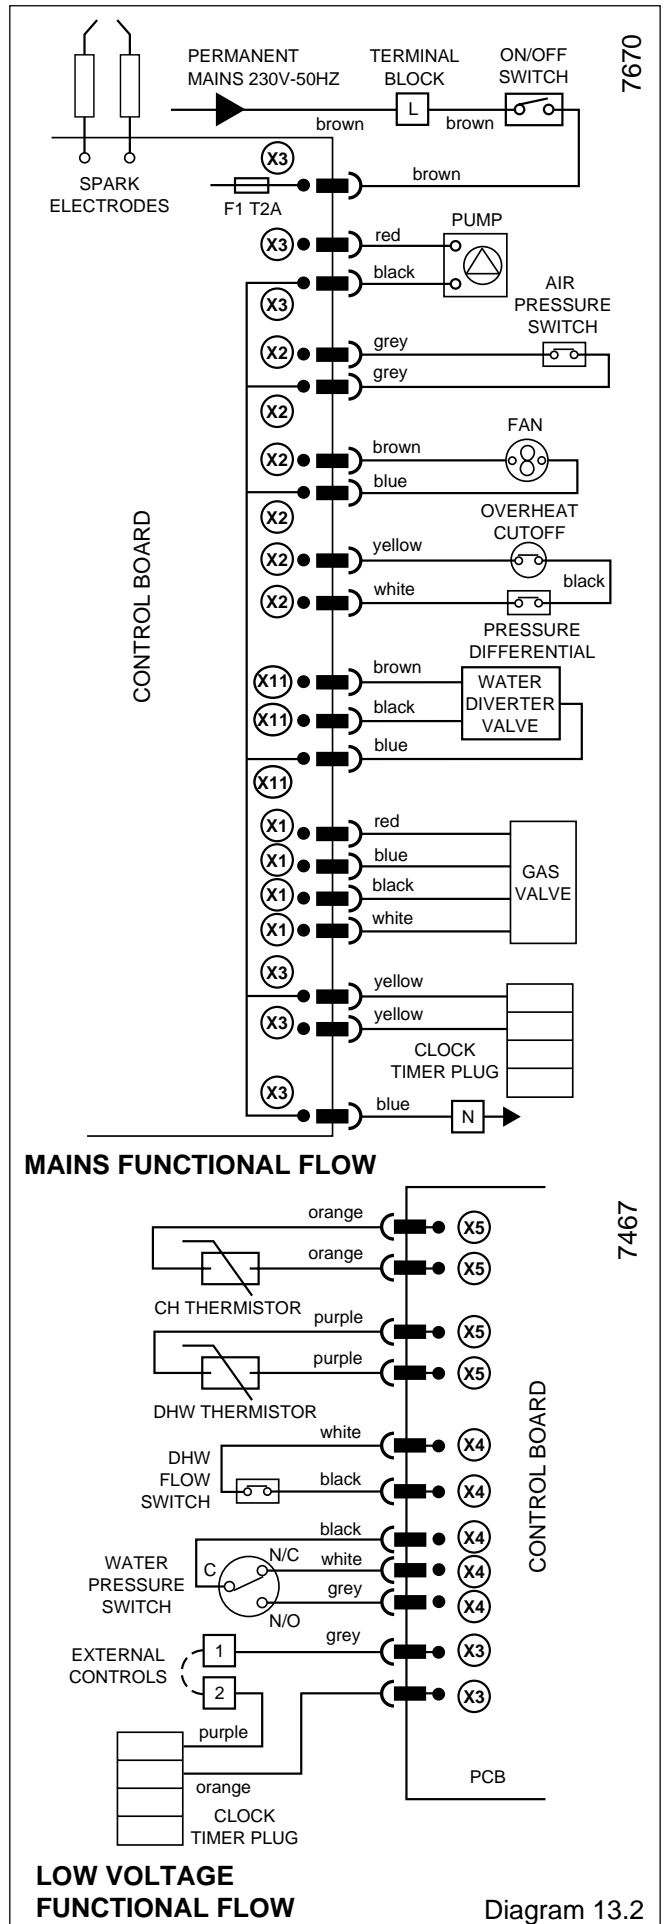 7670
PERMANENT
MAINS 230V-50HZ
TERMINAL
BLOCK
ON/OFF
SWITCH
L
brown
brown
SPARK
ELECTRODES
X3
brown
F1 T2A
PUMP
X3
red
black
X3
AIR
PRESSURE
SWITCH
X2
grey
grey
X2
FAN
X2
brown
blue
X2
OVERHEAT
CUTOFF
X2
yellow
black
X2
white
PRESSURE
DIFFERENTIAL
CONTROL BOARD
X11
brown
X11
black
WATER
DIVERTER
VALVE
blue
X11
X1
red
X1
blue
X1
black
X1
white
GAS
VALVE
X3
yellow
X3
yellow
CLOCK
TIMER PLUG
X3
blue
N
MAINS FUNCTIONAL FLOW
7467
orange
X5
orange
X5
CH THERMISTOR
purple
X5
purple
X5
DHW THERMISTOR
white
X4
DHW
FLOW
SWITCH
black
X4
CONTROL BOARD
black
X4
WATER
PRESSURE
SWITCH
C
N/C
white
X4
grey
X4
N/O
EXTERNAL
CONTROLS
1
grey
X3
2
X3
purple
orange
CLOCK
TIMER PLUG
PCB
LOW VOLTAGE
FUNCTIONAL FLOW
Diagram 13.2